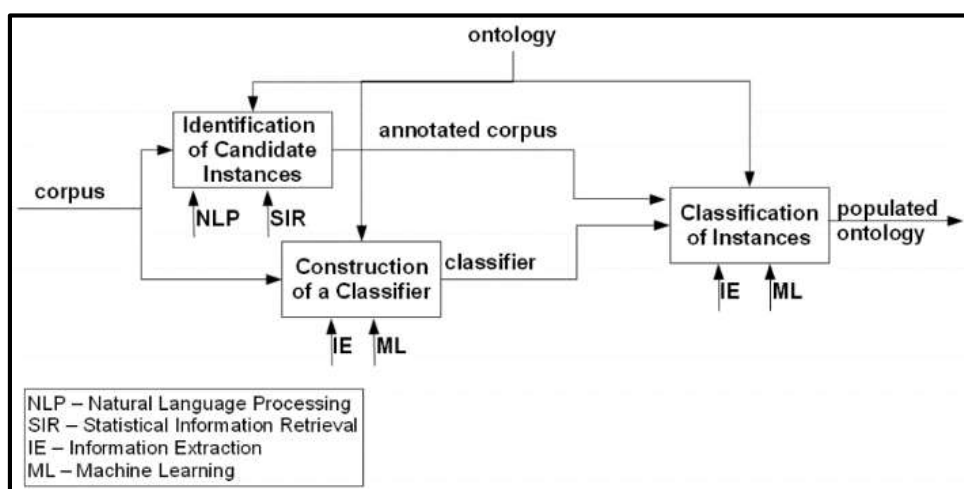 ontology
Identification
of Candidate
Instances
annotated corpus
corpus
NLP
SIR
Classification
of Instances
populated
ontology
Construction
of a Classifier
classifier
IE
ML
IE
ML
NLP – Natural Language Processing
SIR – Statistical Information Retrieval
IE – Information Extraction
ML – Machine Learning